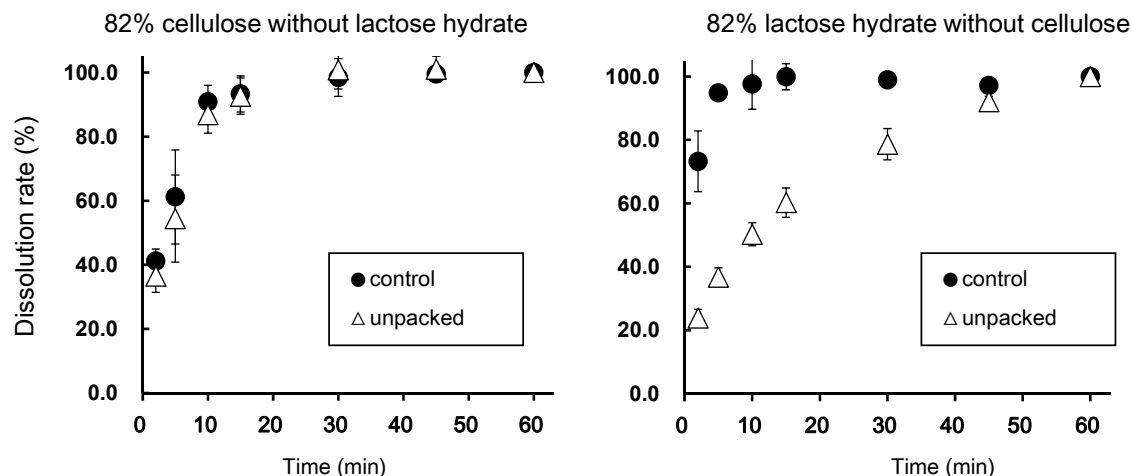 82% cellulose without lactose hydrate
82% lactose hydrate without cellulose
Dissolution rate (%)
100.0
80.0
60.0
40.0
20.0
0.0
control
unpacked
0 10 20 30 40 50 60
Time (min)
100.0
80.0
60.0
40.0
20.0
0.0
control
unpacked
0 10 20 30 40 50 60
Time (min)